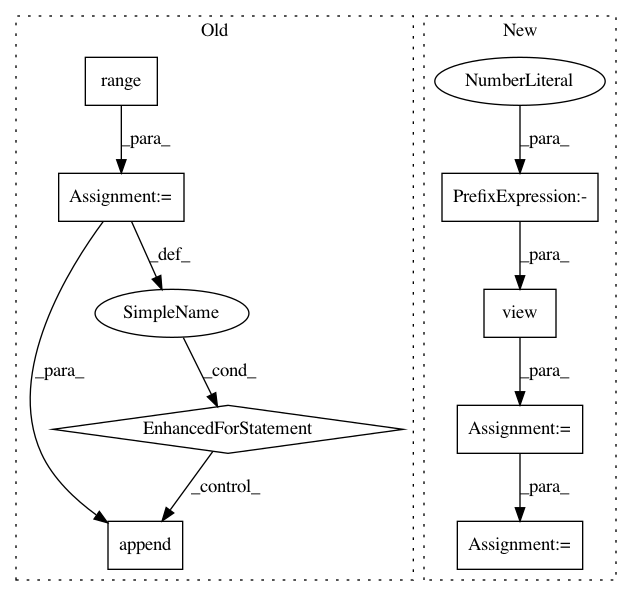 Old
New
range
NumberLiteral
_para_
_para_
Assignment:=
PrefixExpression:-
_def_
_para_
SimpleName
view
_para_
_cond_
_para_
EnhancedForStatement
Assignment:=
_control_
_para_
append
Assignment:=